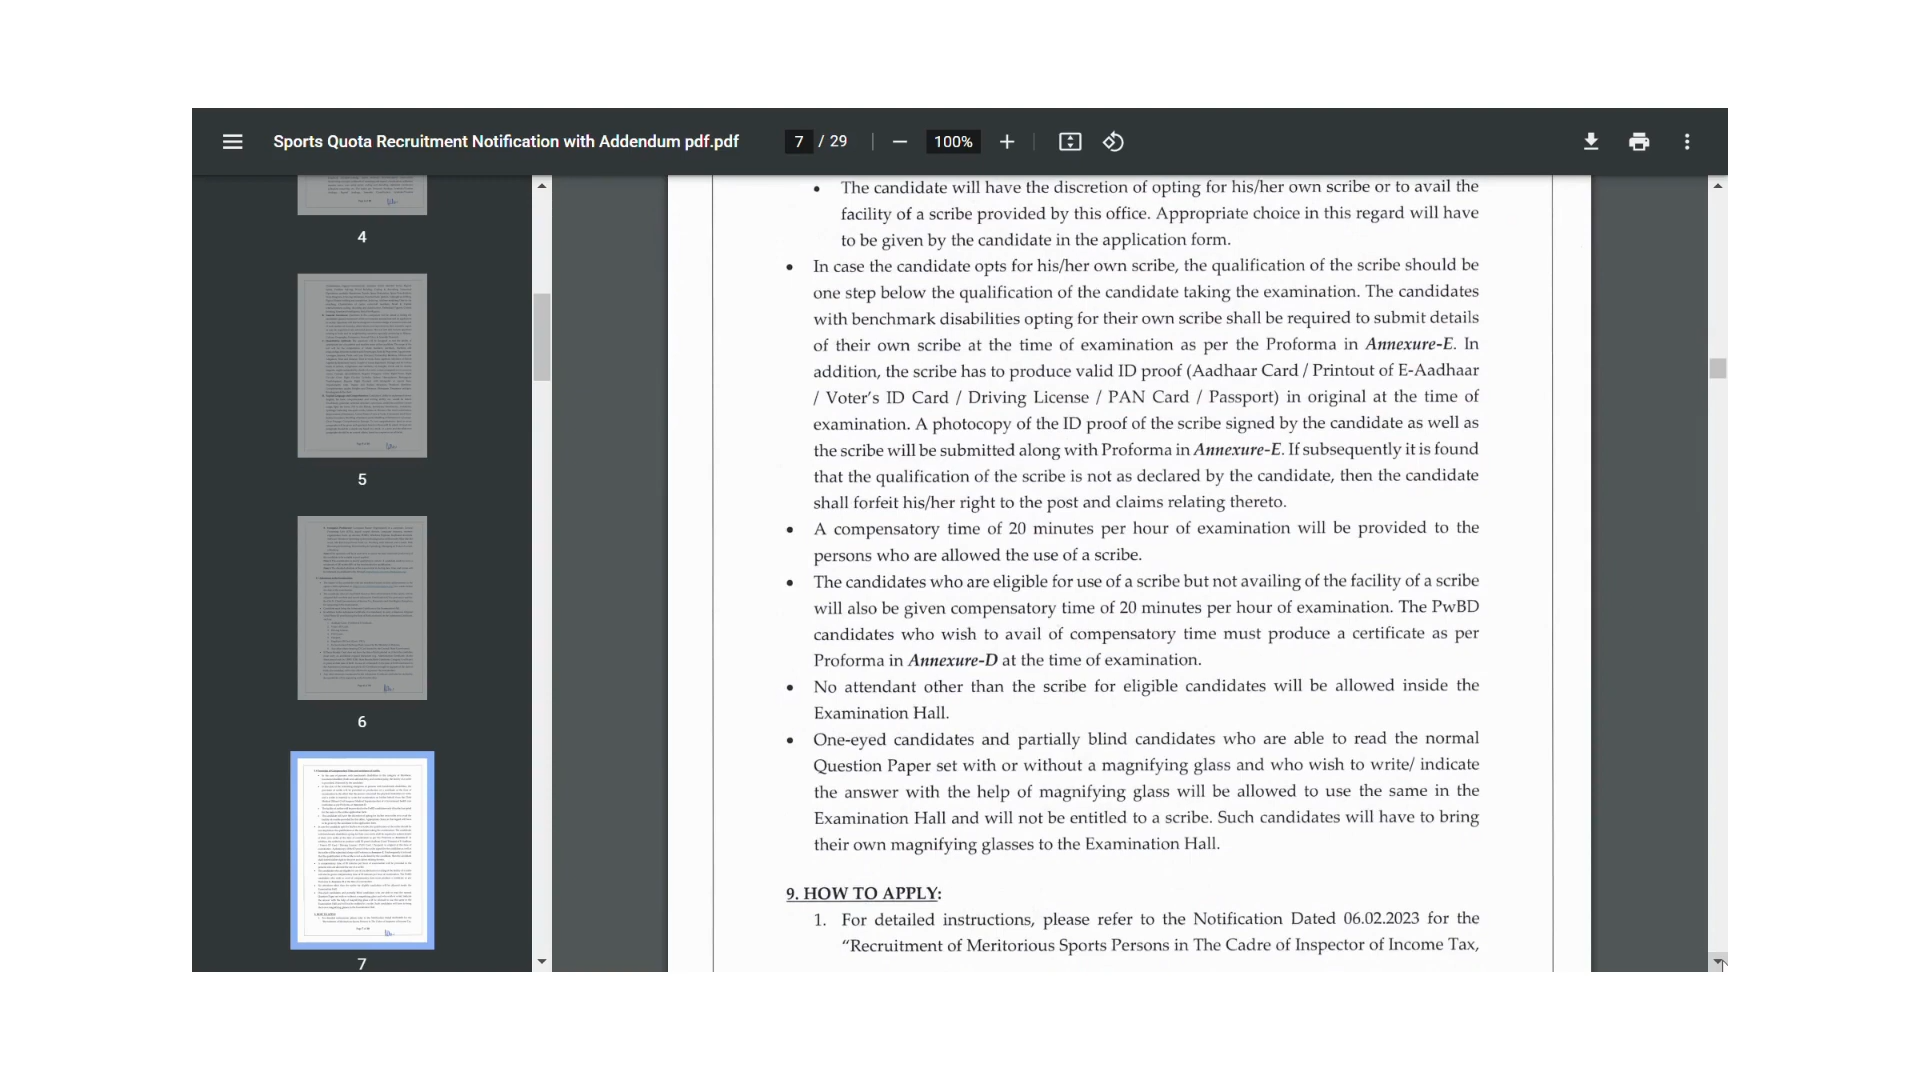 Sports Quota Recruitment Notification with Addendum pdf.pdf
7 / 29
100%
4
5
6
7
The candidate will have the discretion of opting for his/her own scribe or to avail the
facility of a scribe provided by this office. Appropriate choice in this regard will have
to be given by the candidate in the application form.
In case the candidate opts for his/her own scribe, the qualification of the scribe should be
one step below the qualification of the candidate taking the examination. The candidates
with benchmark disabilities opting for their own scribe shall be required to submit details
of their own scribe at the time of examination as per the Proforma in Annexure-E. In
addition, the scribe has to produce valid ID proof (Aadhaar Card / Printout of E-Aadhaar
/ Voter's ID Card / Driving License / PAN Card / Passport) in original at the time of
examination. A photocopy of the ID proof of the scribe signed by the candidate as well as
the scribe will be submitted along with Proforma in Annexure-E. If subsequently it is found
that the qualification of the scribe is not as declared by the candidate, then the candidate
shall forfeit his/her right to the post and claims relating thereto.
A compensatory time of 20 minutes per hour of examination will be provided to the
persons who are allowed the use of a scribe.
The candidates who are eligible for use of a scribe but not availing of the facility of a scribe
will also be given compensatory time of 20 minutes per hour of examination. The PwBD
candidates who wish to avail of compensatory time must produce a certificate as per
Proforma in Annexure-D at the time of examination.
No attendant other than the scribe for eligible candidates will be allowed inside the
Examination Hall.
One-eyed candidates and partially blind candidates who are able to read the normal
Question Paper set with or without a magnifying glass and who wish to write/ indicate
the answer with the help of magnifying glass will be allowed to use the same in the
Examination Hall and will not be entitled to a scribe. Such candidates will have to bring
their own magnifying glasses to the Examination Hall.
9. HOW TO APPLY:
1. For detailed instructions, please refer to the Notification Dated 06.02.2023 for the
"Recruitment of Meritorious Sports Persons in The Cadre of Inspector of Income Tax,